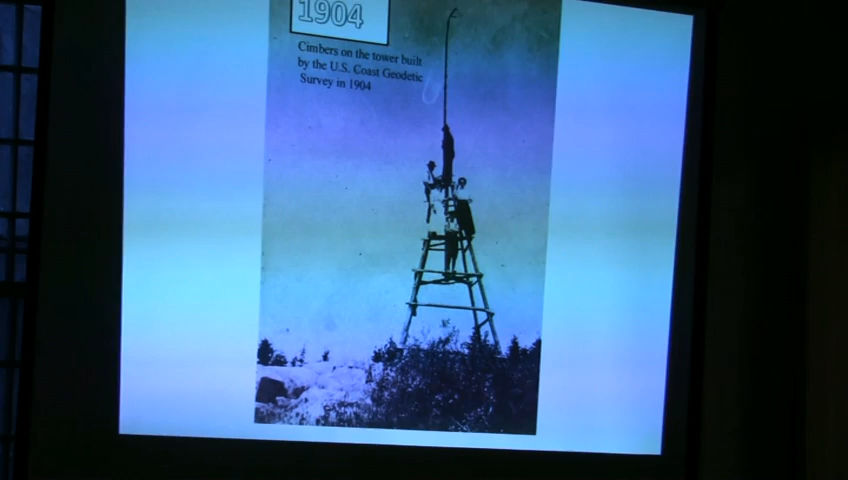 1904
Cimbers on the tower built
by the U.S. Coast Geodetic
Survey in 1904